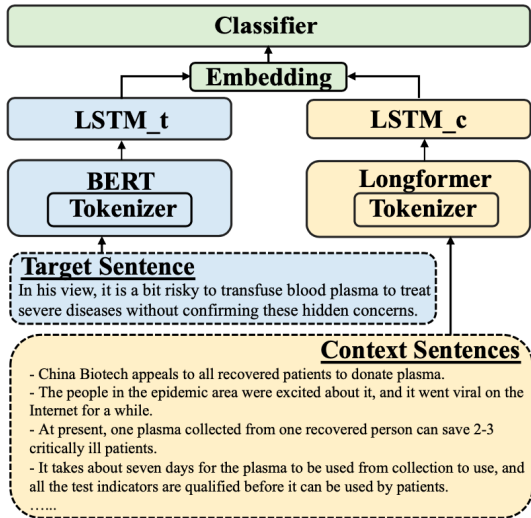 Classifier
Embedding
LSTM_t
LSTM_c
BERT
Tokenizer
Longformer
Tokenizer
Target Sentence
In his view, it is a bit risky to transfuse blood plasma to treat
severe diseases without confirming these hidden concerns.
Context Sentences
- China Biotech appeals to all recovered patients to donate plasma.
- The people in the epidemic area were excited about it, and it went viral on the
Internet for a while.
- At present, one plasma collected from one recovered person can save 2-3
critically ill patients.
- It takes about seven days for the plasma to be used from collection to use, and
all the test indicators are qualified before it can be used by patients.
…...